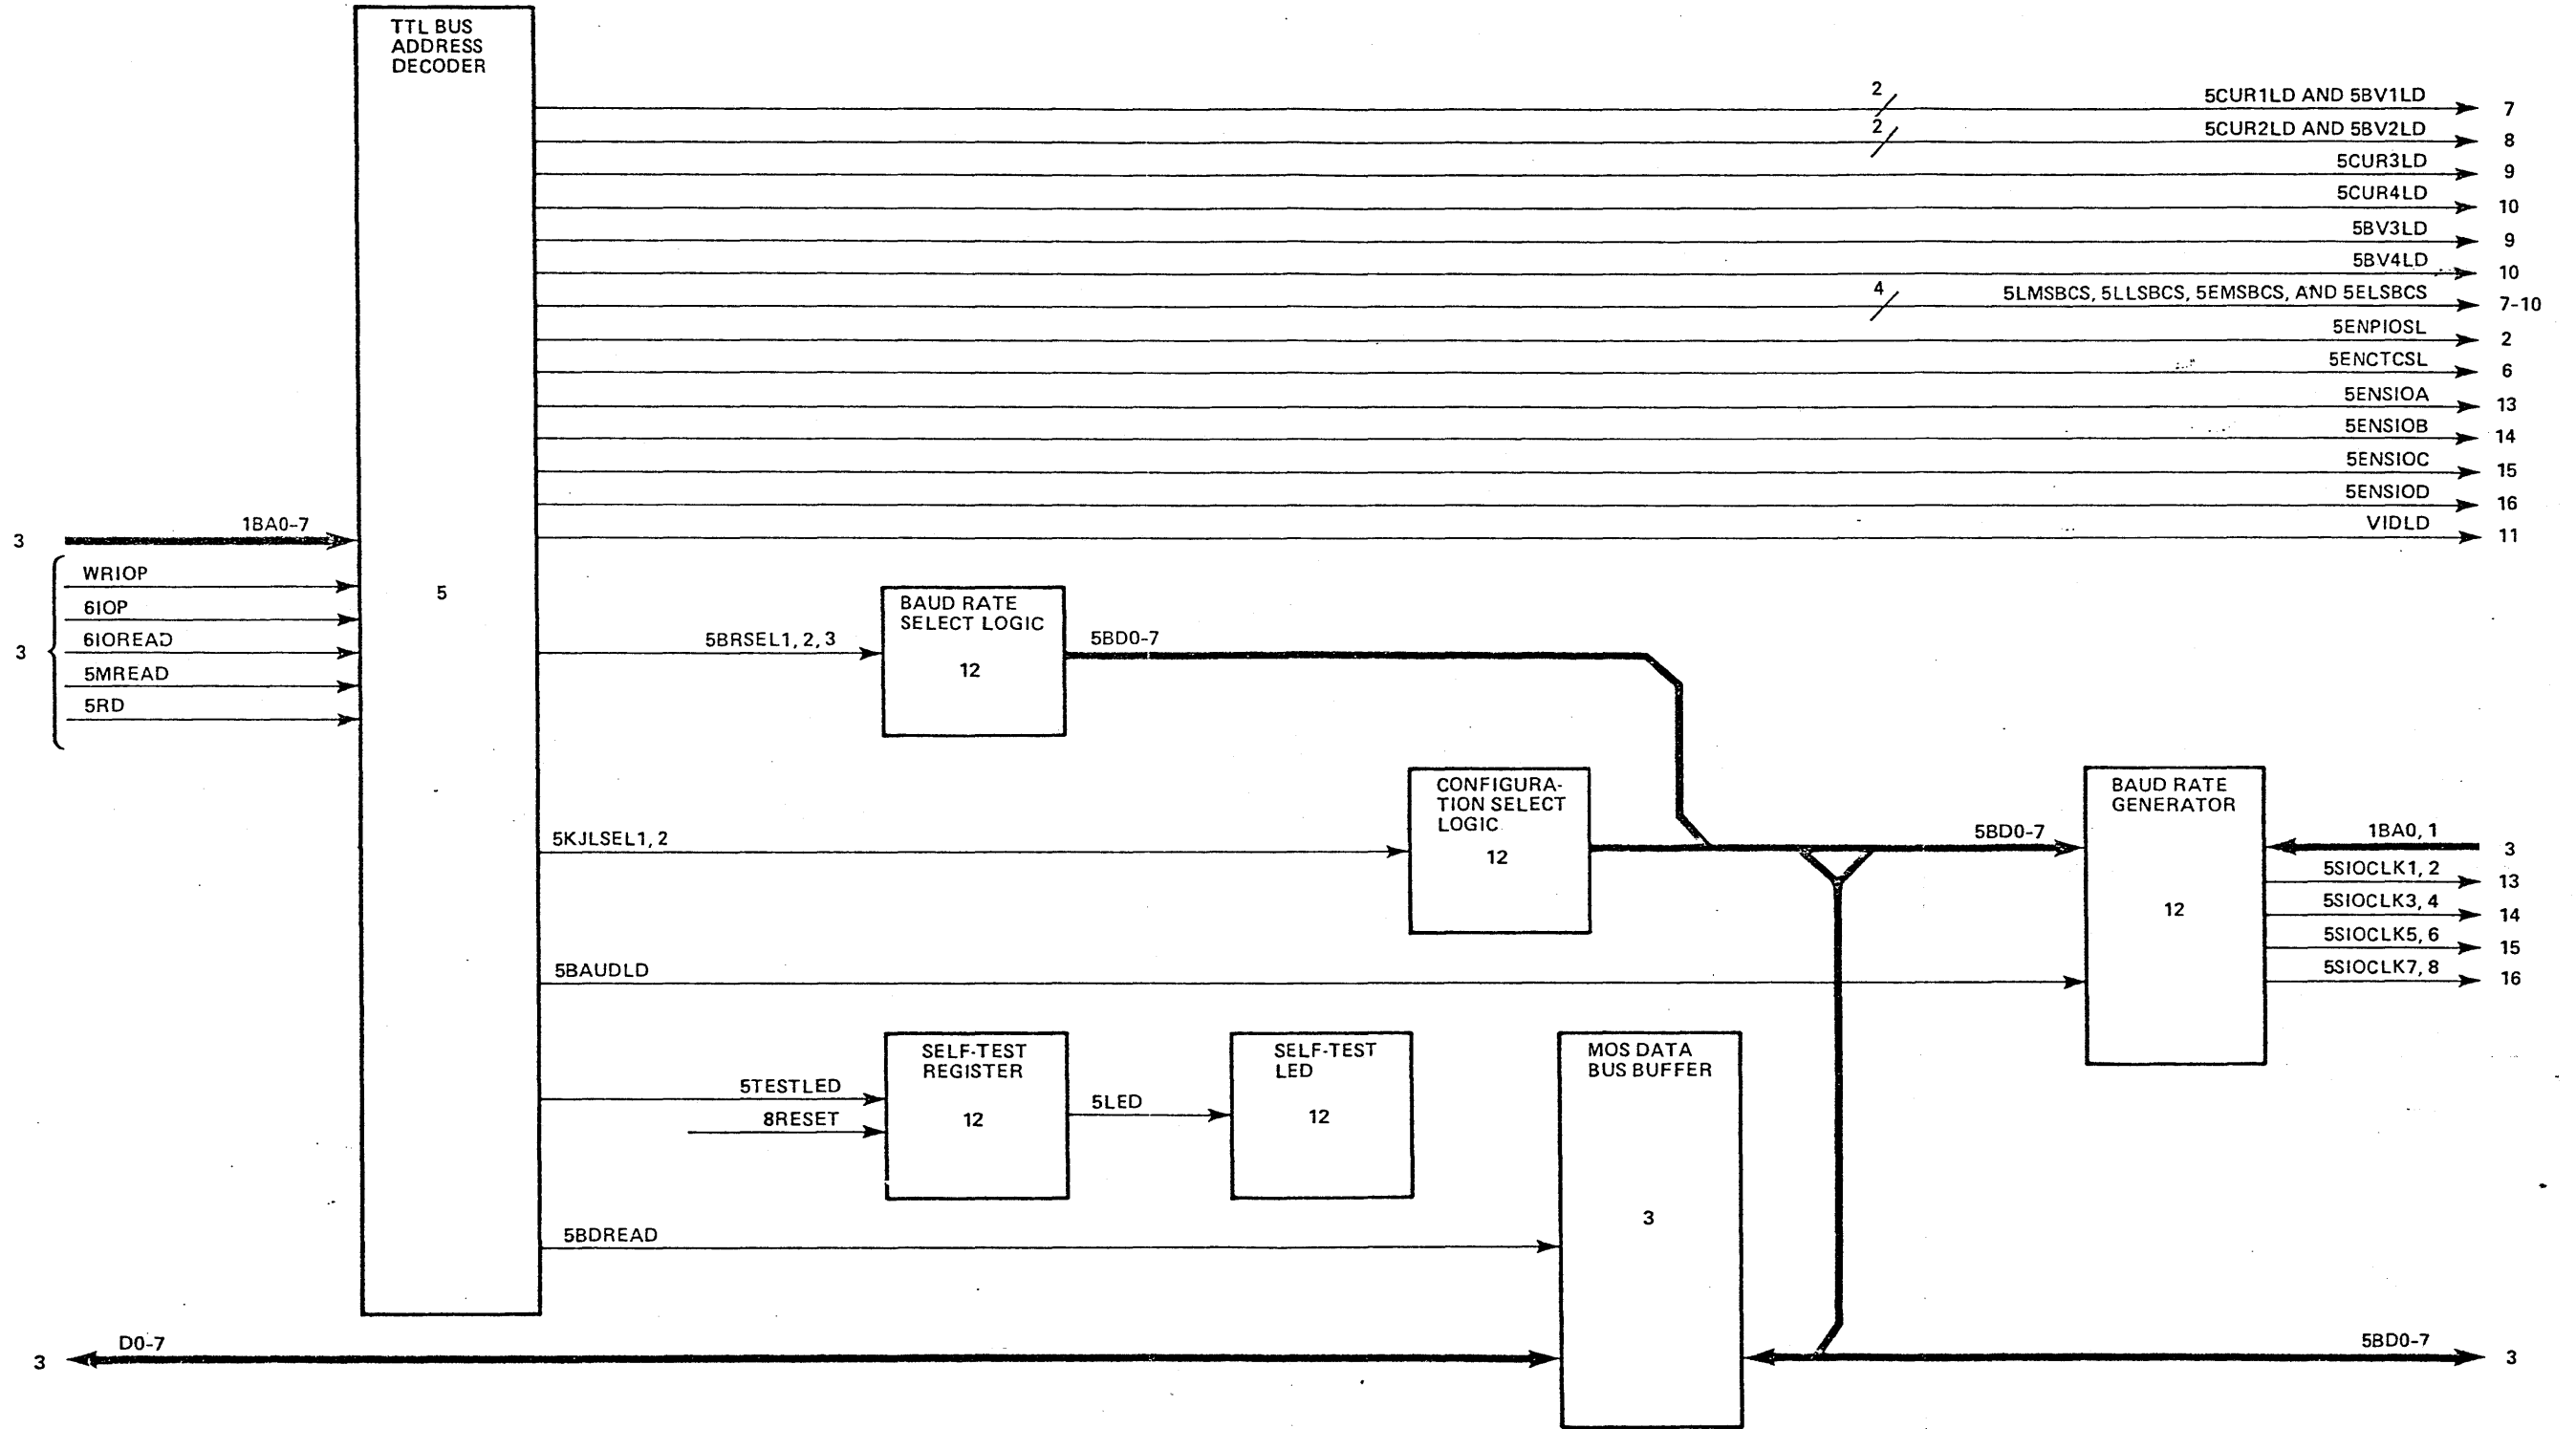 TTL BUS
ADDRESS
DECODER
2
5CUR1LD AND 5BV1LD
7
2
5CUR2LD AND 5BV2LD
8
5CUR3LD
9
5CUR4LD
10
5BV3LD
9
5BV4LD
10
4
5LMSBCS, 5LLSBCS, 5EMSBCS, AND 5ELSBCS
7-10
5ENPIOSL
2
5ENCTCSL
6
5ENSIOA
13
5ENSIOB
14
5ENSIOC
15
5ENSIOD
16
VIDLD
11
3
1BA0-7
WRIOP
6IOP
6IOREAD
5MREAD
5RD
3
5
5BRSEL1, 2, 3
BAUD RATE
SELECT LOGIC
12
5BD0-7
CONFIGURA-
TION SELECT
LOGIC
12
5KJLSEL1, 2
5BD0-7
BAUD RATE
GENERATOR
12
1BA0, 1
3
5SIOCLK1, 2
13
5SIOCLK3, 4
14
5SIOCLK5, 6
15
5SIOCLK7, 8
16
5BAUDLD
5TESTLED
8RESET
SELF-TEST
REGISTER
12
5LED
SELF-TEST
LED
12
MOS DATA
BUS BUFFER
3
5BDREAD
3
D0-7
5BD0-7
3